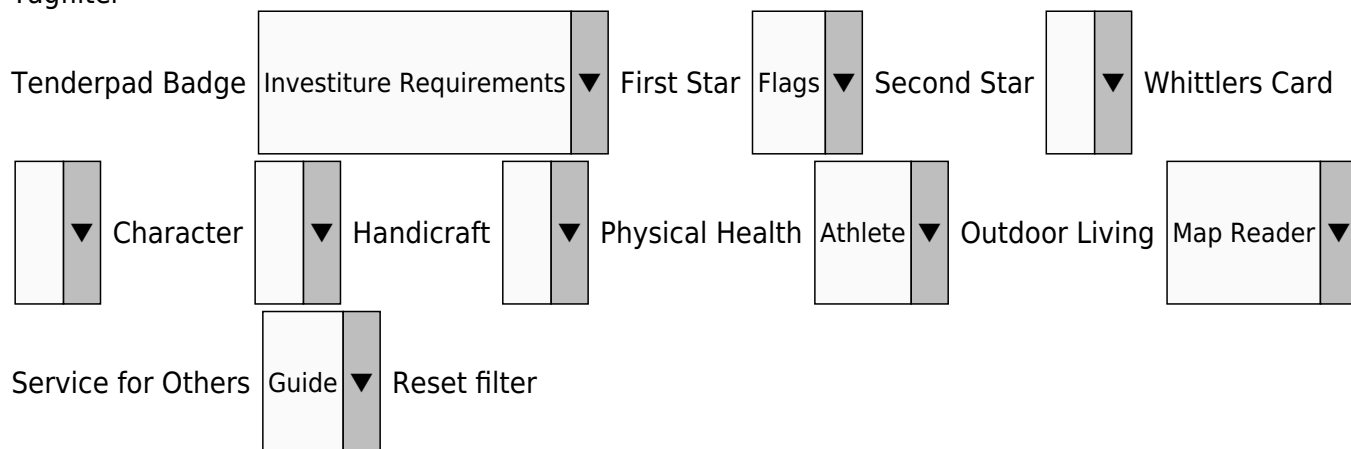 Tenderpad Badge Investiture Requirements ▼ First Star Flags ▼ Second Star ▼ Whittlers Card
▼ Character ▼ Handicraft ▼ Physical Health Athlete ▼ Outdoor Living Map Reader ▼
Service for Others Guide ▼ Reset filter